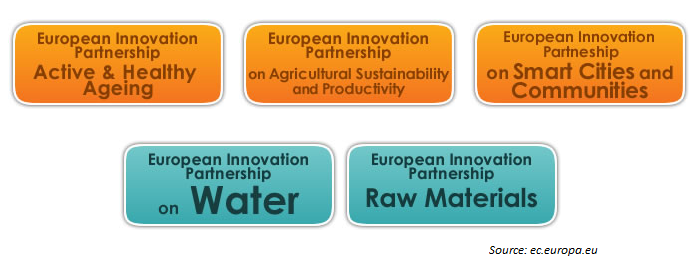 European Innovation
Partnership
Active & Healthy
Ageing
European Innovation
Partnership
on Agricultural Sustainability
and Productivity
European Innovation
Partneship
on Smart Cities and
Communities
European Innovation
Partnership
on Water
European Innovation
Partnership
Raw Materials
Source: ec.europa.eu